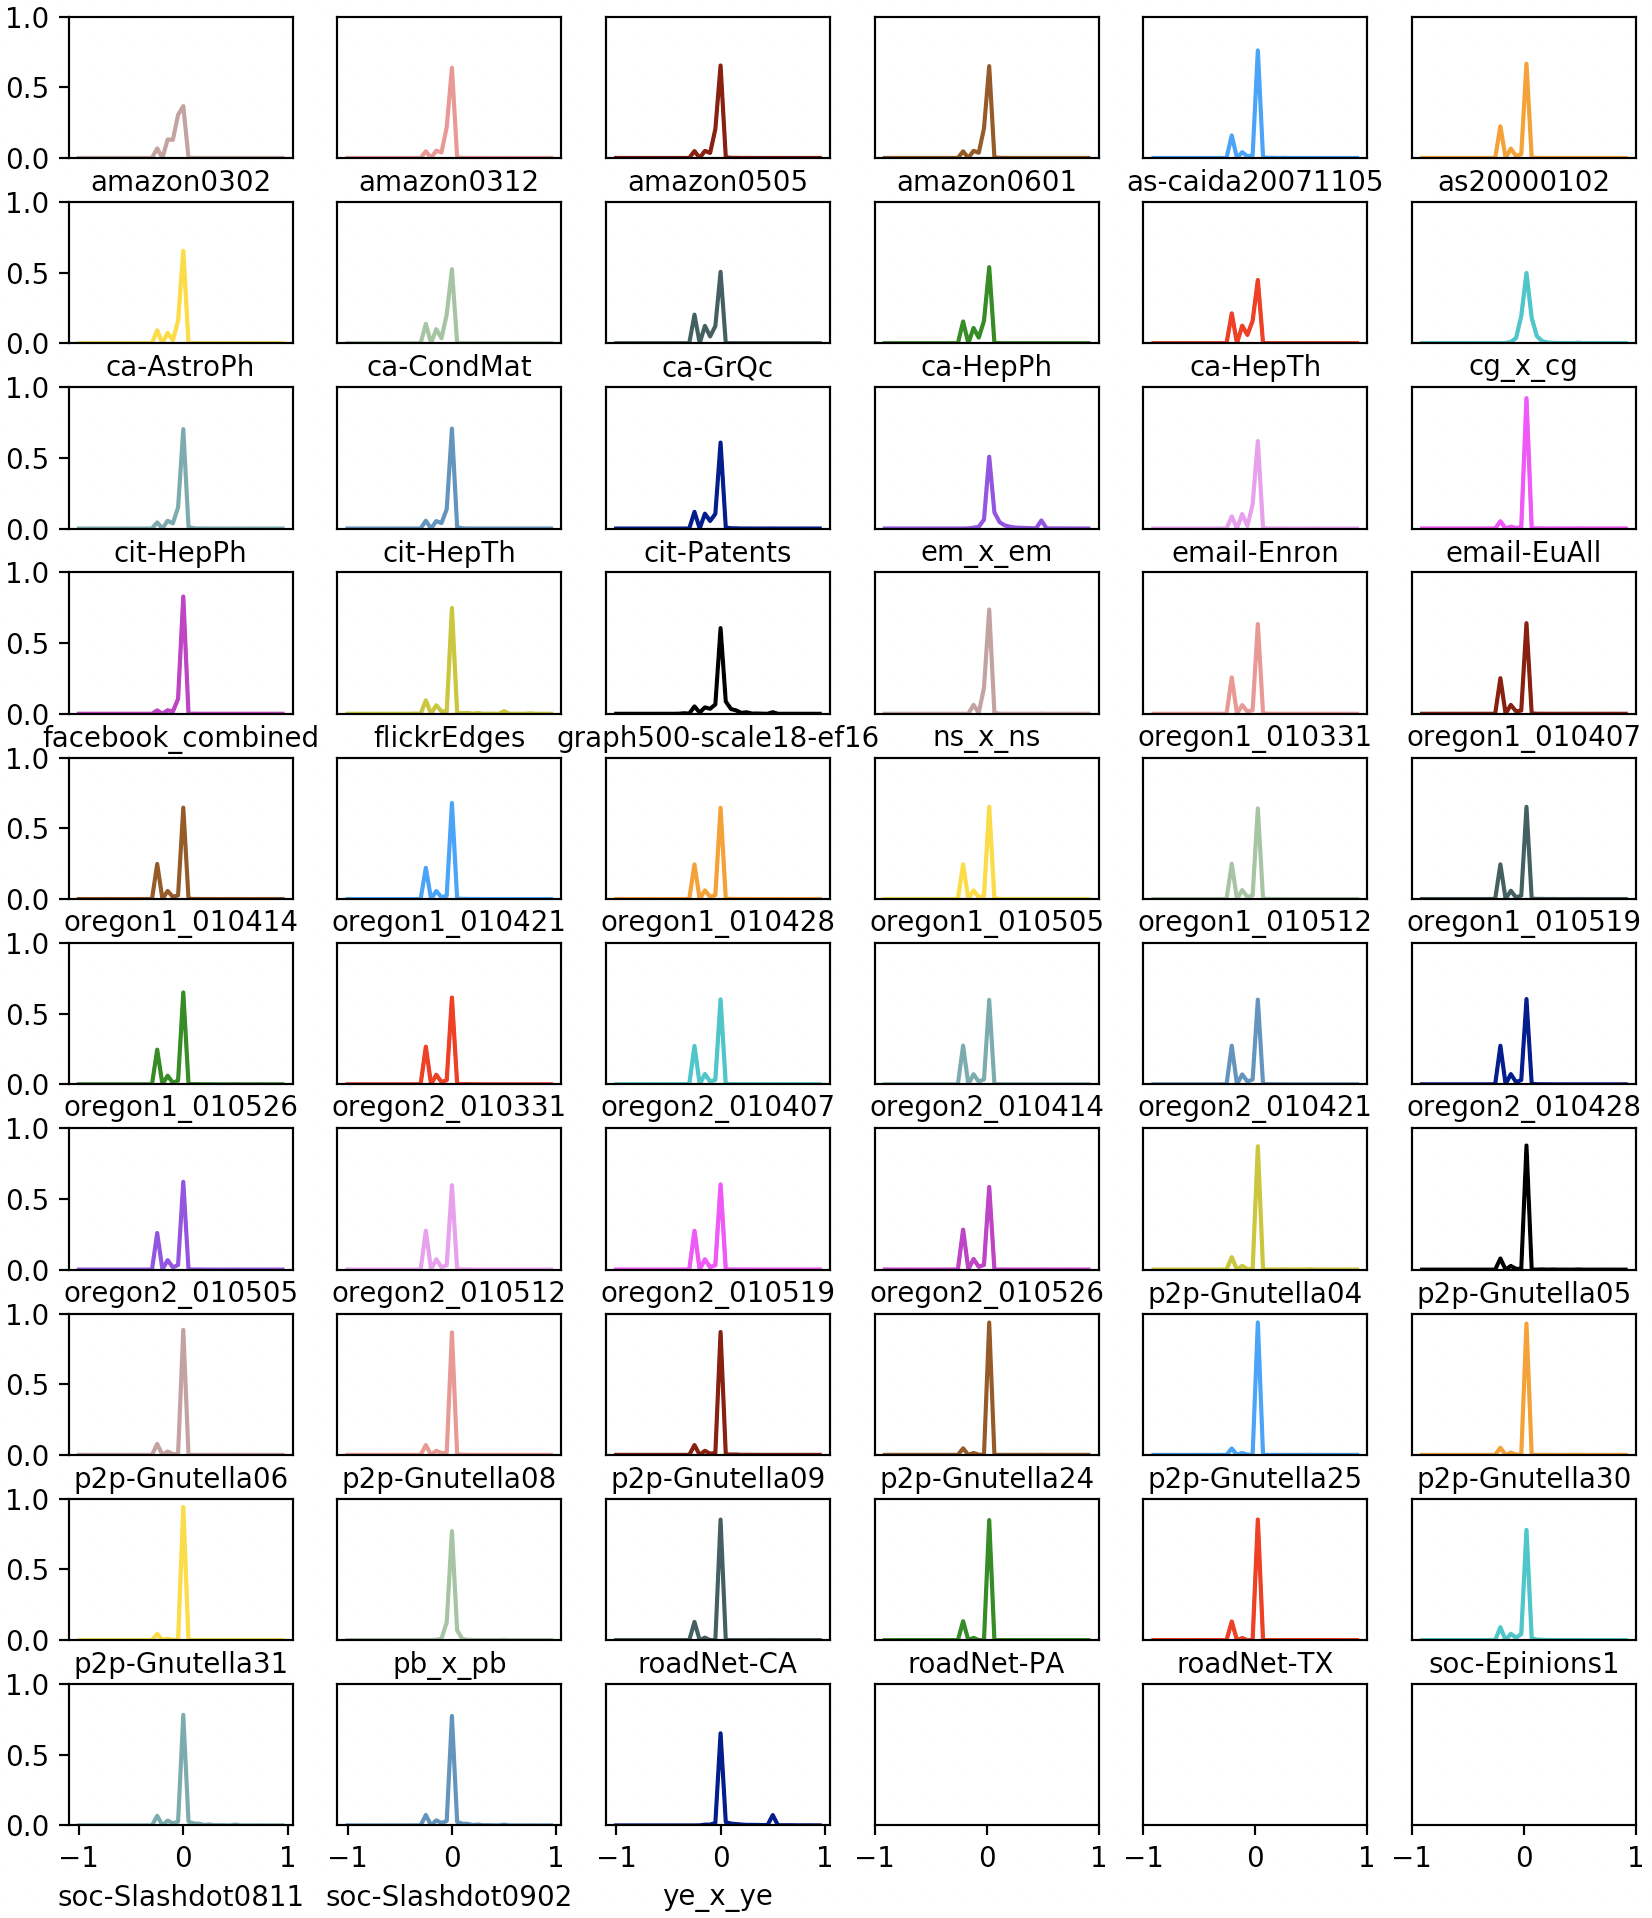 1.0
0.5
0.0
amazon0302 amazon0312 amazon0505 amazon0601 as-caida20071105 as20000102
1.0
0.5
0.0
ca-AstroPh ca-CondMat ca-GrQc ca-HepPh ca-HepTh cg_x_cg
1.0
0.5
0.0
cit-HepPh cit-HepTh cit-Patents em_x_em email-Enron email-EuAll
1.0
0.5
0.0
facebook_combined flickrEdges graph500-scale18-ef16 ns_x_ns oregon1_010331 oregon1_010407
1.0
0.5
0.0
oregon1_010414 oregon1_010421 oregon1_010428 oregon1_010505 oregon1_010512 oregon1_010519
1.0
0.5
0.0
oregon1_010526 oregon2_010331 oregon2_010407 oregon2_010414 oregon2_010421 oregon2_010428
1.0
0.5
0.0
oregon2_010505 oregon2_010512 oregon2_010519 oregon2_010526 p2p-Gnutella04 p2p-Gnutella05
1.0
0.5
0.0
p2p-Gnutella06 p2p-Gnutella08 p2p-Gnutella09 p2p-Gnutella24 p2p-Gnutella25 p2p-Gnutella30
1.0
0.5
0.0
p2p-Gnutella31 pb_x_pb roadNet-CA roadNet-PA roadNet-TX soc-Epinions1
1.0
0.5
0.0
−1 0 1 −1 0 1 −1 0 1 −1 0 1 −1 0 1 −1 0 1
soc-Slashdot0811 soc-Slashdot0902 ye_x_ye